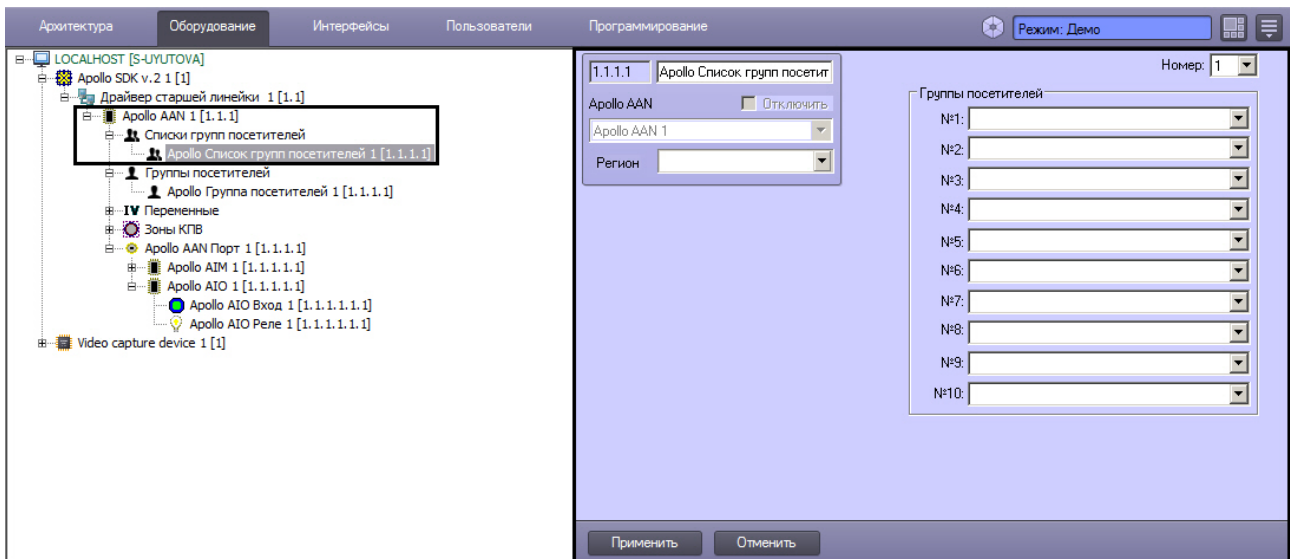 Архитектура Оборудование Интерфейсы Пользователи Программирование Режим: Демо
LOCALHOST [S-UYUTOVA]
Apollo SDK v.2 1 [1]
Драйвер старшей линейки 1 [1.1]
Apollo AAN 1 [1.1.1]
Списки групп посетителей
Apollo Список групп посетителей 1 [1.1.1.1]
Группы посетителей
Apollo Группа посетителей 1 [1.1.1.1]
IV Переменные
Зоны КПВ
Apollo AAN Порт 1 [1.1.1.1]
Apollo AIM 1 [1.1.1.1.1]
Apollo AIO 1 [1.1.1.1.1]
Apollo AIO Вход 1 [1.1.1.1.1.1]
Apollo AIO Реле 1 [1.1.1.1.1.1]
Video capture device 1 [1]
1.1.1.1 Apollo Список групп посетит
Apollo AAN Отключить
Apollo AAN 1
Регион
Номер: 1
Группы посетителей
№1:
№2:
№3:
№4:
№5:
№6:
№7:
№8:
№9:
№10:
Применить Отменить